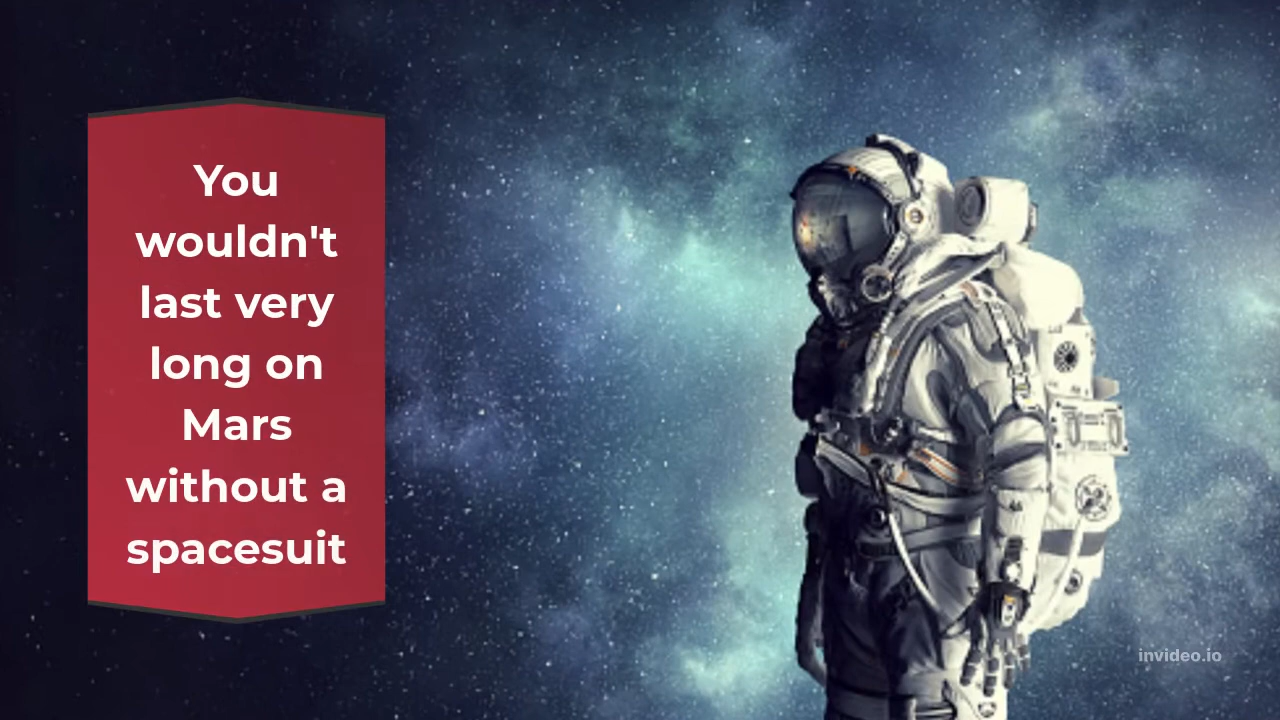 You
wouldn't
last very
long on
Mars
without a
spacesuit
invideo.io